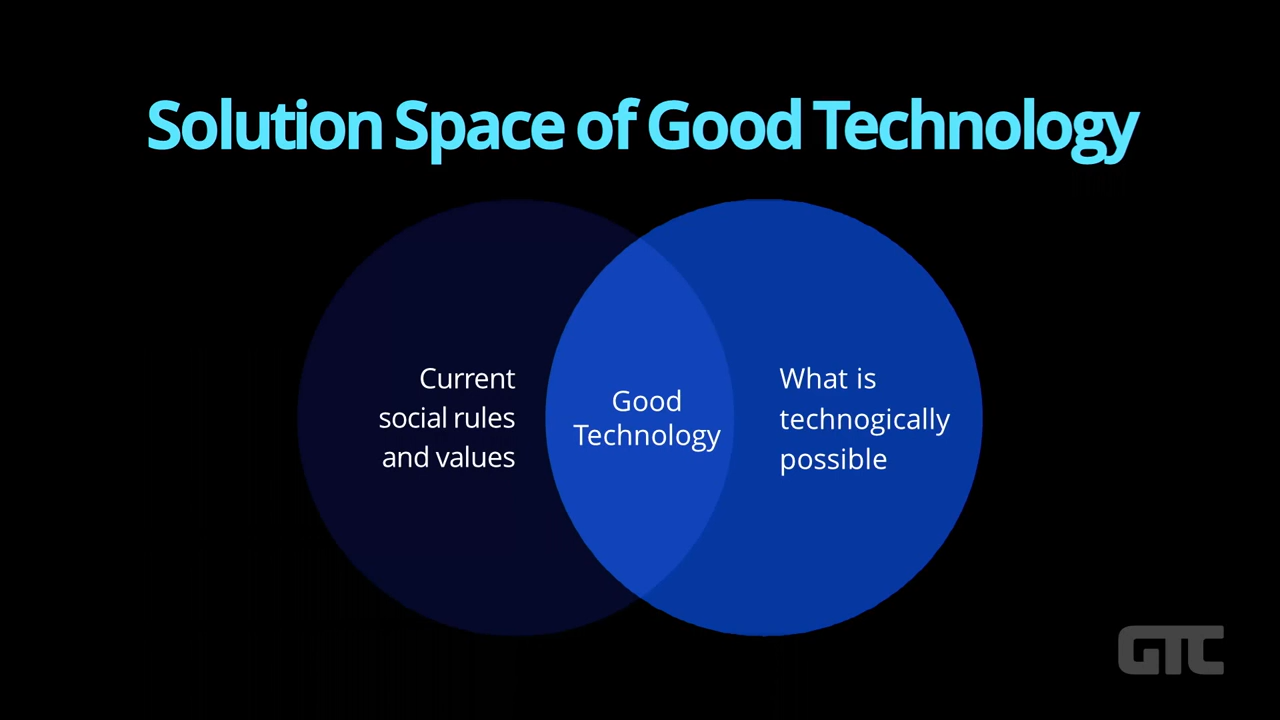 Solution Space of Good Technology
Current
social rules
and values
Good
Technology
What is
technogically
possible
GTC